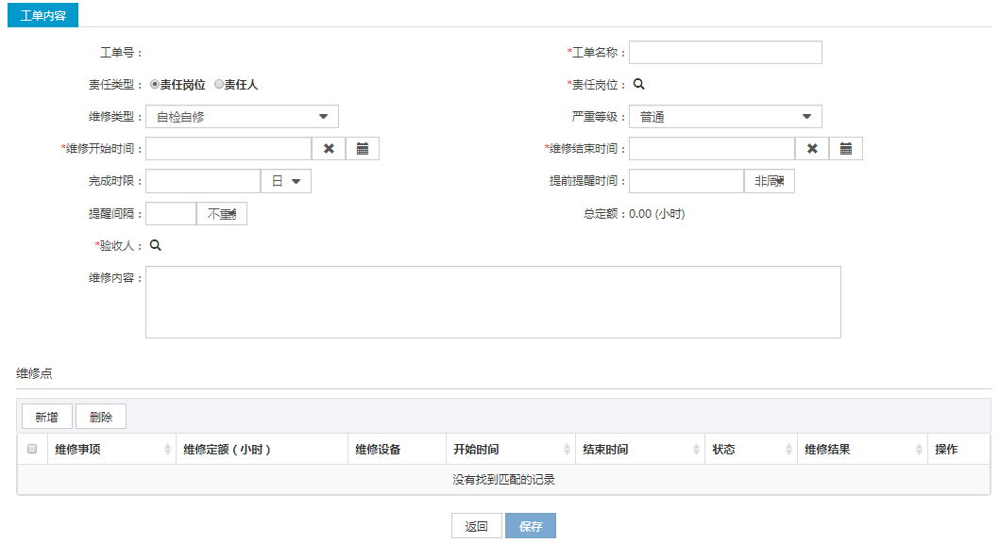 工单内容
工单号： *工单名称：
责任类型： 责任岗位 责任人 *责任岗位：
维修类型： 自检自修 严重等级： 普通
*维修开始时间： *维修结束时间：
完成时限： 日 提前提醒时间： 非周
提醒间隔： 不重 总定额：0.00 (小时)
*验收人：
维修内容：
维修点
新增 删除
维修事项 维修定额（小时） 维修设备 开始时间 结束时间 状态 维修结果 操作
没有找到匹配的记录
返回 保存